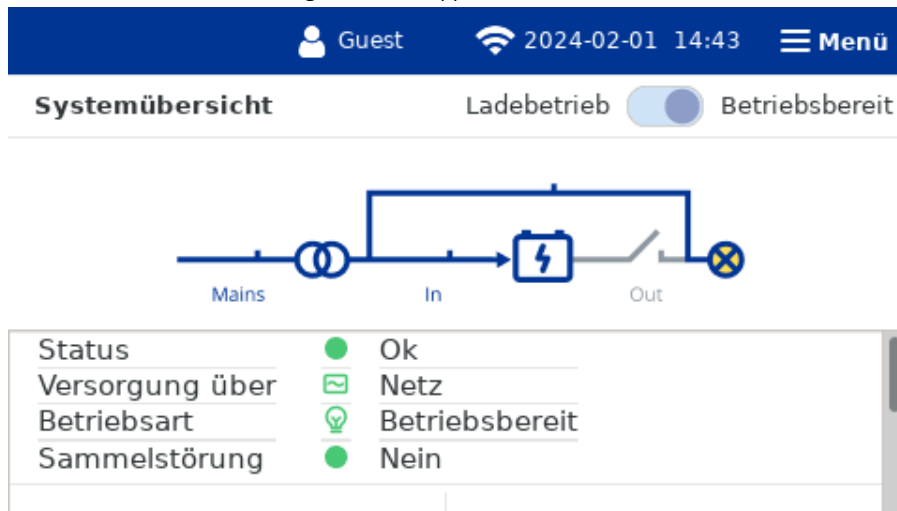 Guest 2024-02-01 14:43 Menü
Systemübersicht Ladebetrieb Betriebsbereit
Mains In Out
Status Ok
Versorgung über Netz
Betriebsart Betriebsbereit
Sammelstörung Nein